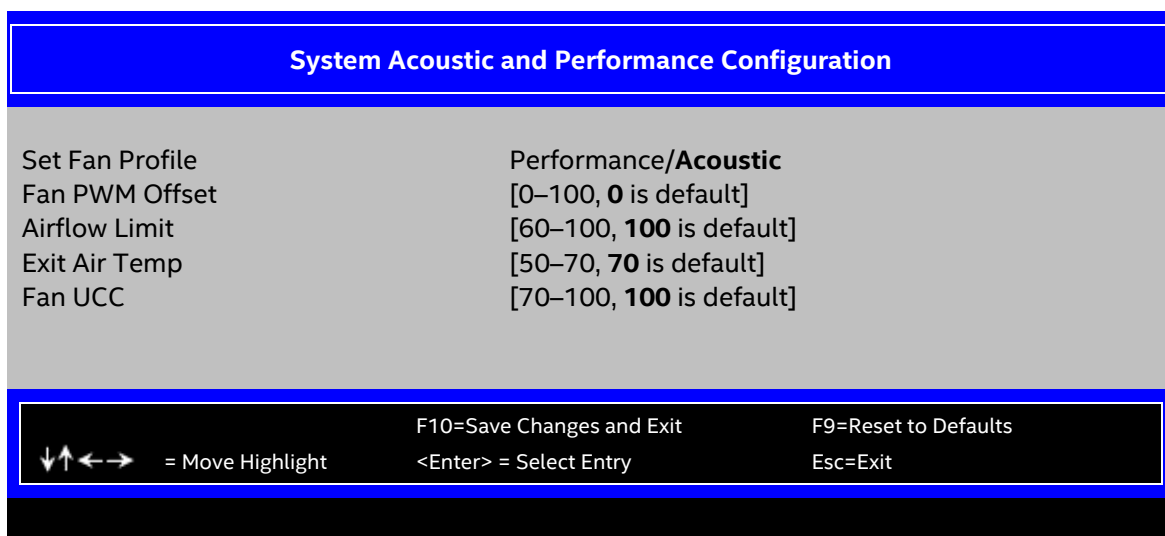 System Acoustic and Performance Configuration
Set Fan Profile Performance/Acoustic
Fan PWM Offset [0–100, 0 is default]
Airflow Limit [60–100, 100 is default]
Exit Air Temp [50–70, 70 is default]
Fan UCC [70–100, 100 is default]
F10=Save Changes and Exit F9=Reset to Defaults
↓↑←→ = Move Highlight <Enter> = Select Entry Esc=Exit